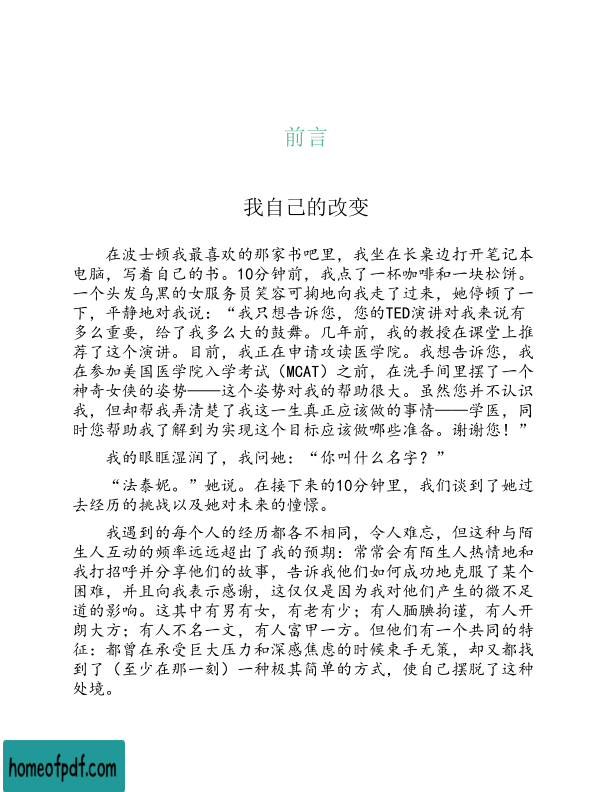 前言
我自己的改变
在波士顿我最喜欢的那家书吧里，我坐在长桌边打开笔记本
电脑，写着自己的书。10分钟前，我点了一杯咖啡和一块松饼。
一个头发乌黑的女服务员笑容可掬地向我走了过来，她停顿了一
下，平静地对我说：“我只想告诉您，您的TED演讲对我来说有
多么重要，给了我多么大的鼓舞。几年前，我的教授在课堂上推
荐了这个演讲。目前，我正在申请攻读医学院。我想告诉您，我
在参加美国医学院入学考试（MCAT）之前，在洗手间里摆了一个
神奇女侠的姿势——这个姿势对我的帮助很大。虽然您并不认识
我，但却帮我弄清楚了我这一生真正应该做的事情——学医，同
时您帮助我了解到为实现这个目标应该做哪些准备。谢谢您！”
我的眼眶湿润了，我问她：“你叫什么名字？”
“法泰妮。”她说。在接下来的10分钟里，我们谈到了她过
去经历的挑战以及她对未来的憧憬。
我遇到的每个人的经历都各不相同，令人难忘，但这种与陌
生人互动的频率远远超出了我的预期：常常会有陌生人热情地和
我打招呼并分享他们的故事，告诉我他们如何成功地克服了某个
困难，并且向我表示感谢，这仅仅是因为我对他们产生的微不足
道的影响。这其中有男有女，有老有少；有人腼腆拘谨，有人开
朗大方；有人不名一文，有人富甲一方。但他们有一个共同的特
征：都曾在承受巨大压力和深感焦虑的时候束手无策，却又都找
到了（至少在那一刻）一种极其简单的方式，使自己摆脱了这种
处境。
homeofpdf.com